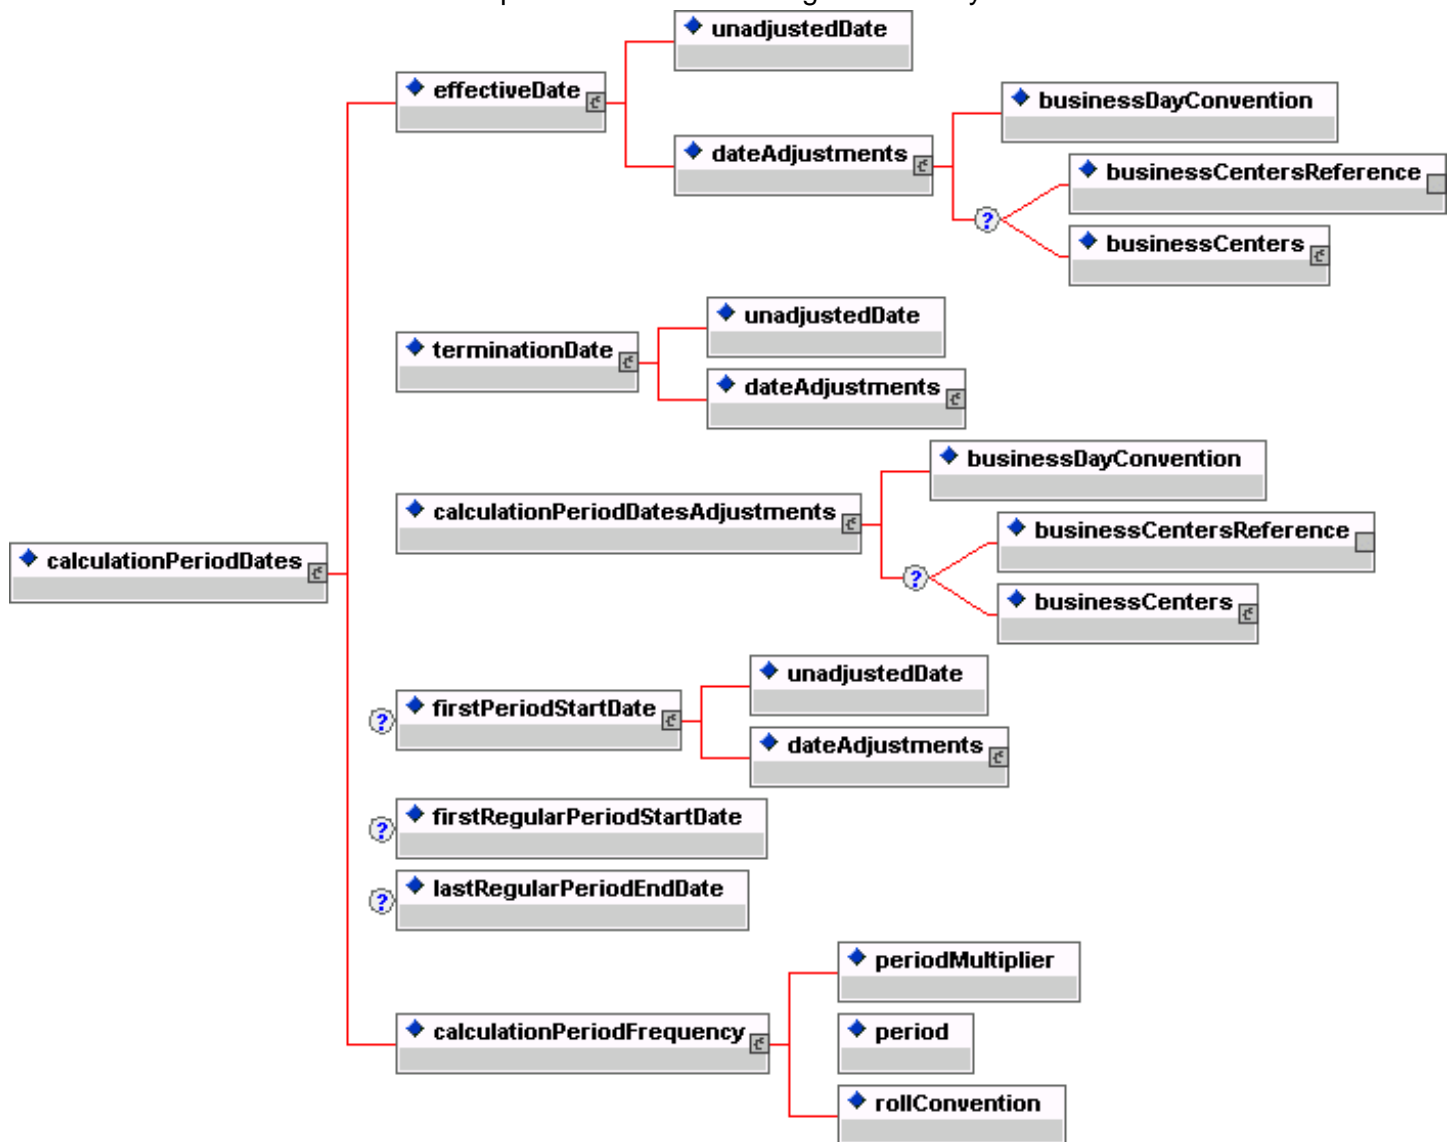 unadjustedDate
effectiveDate
businessDayConvention
dateAdjustments
businessCentersReference
?
businessCenters
unadjustedDate
terminationDate
dateAdjustments
businessDayConvention
calculationPeriodDatesAdjustments
businessCentersReference
calculationPeriodDates
?
businessCenters
unadjustedDate
? firstPeriodStartDate
dateAdjustments
? firstRegularPeriodStartDate
? lastRegularPeriodEndDate
periodMultiplier
calculationPeriodFrequency
period
rollConvention